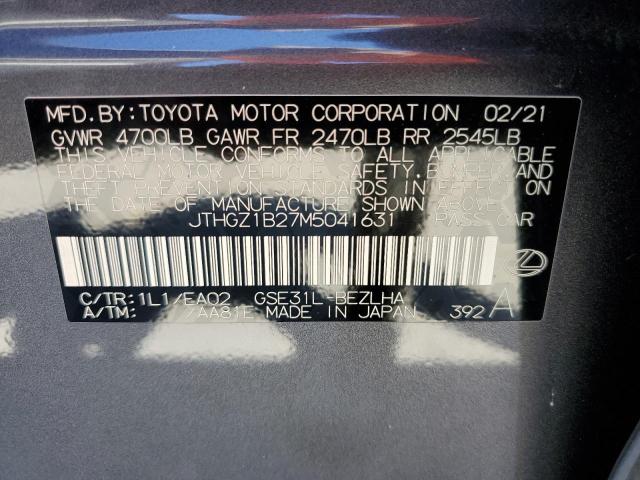 MFD.BY:TOYOTA MOTOR CORPORATION 02/21
GVWR 4700LB GAWR FR 2470LB RR 2545LB
THIS VEHICLE CONFORMS TO ALL APPLICABLE
FEDERAL MOTOR VEHICLE SAFETY, BUMPER, AND
THEFT PREVENTION STANDARDS IN EFFECT ON
THE DATE OF MANUFACTURE SHOWN ABOVE.
JTHGZ1B27M5041631 PASS.CAR
C/TR:1L1/EA02 GSE31L-BEZLHA
A/TM: /AA81E MADE IN JAPAN 392 A